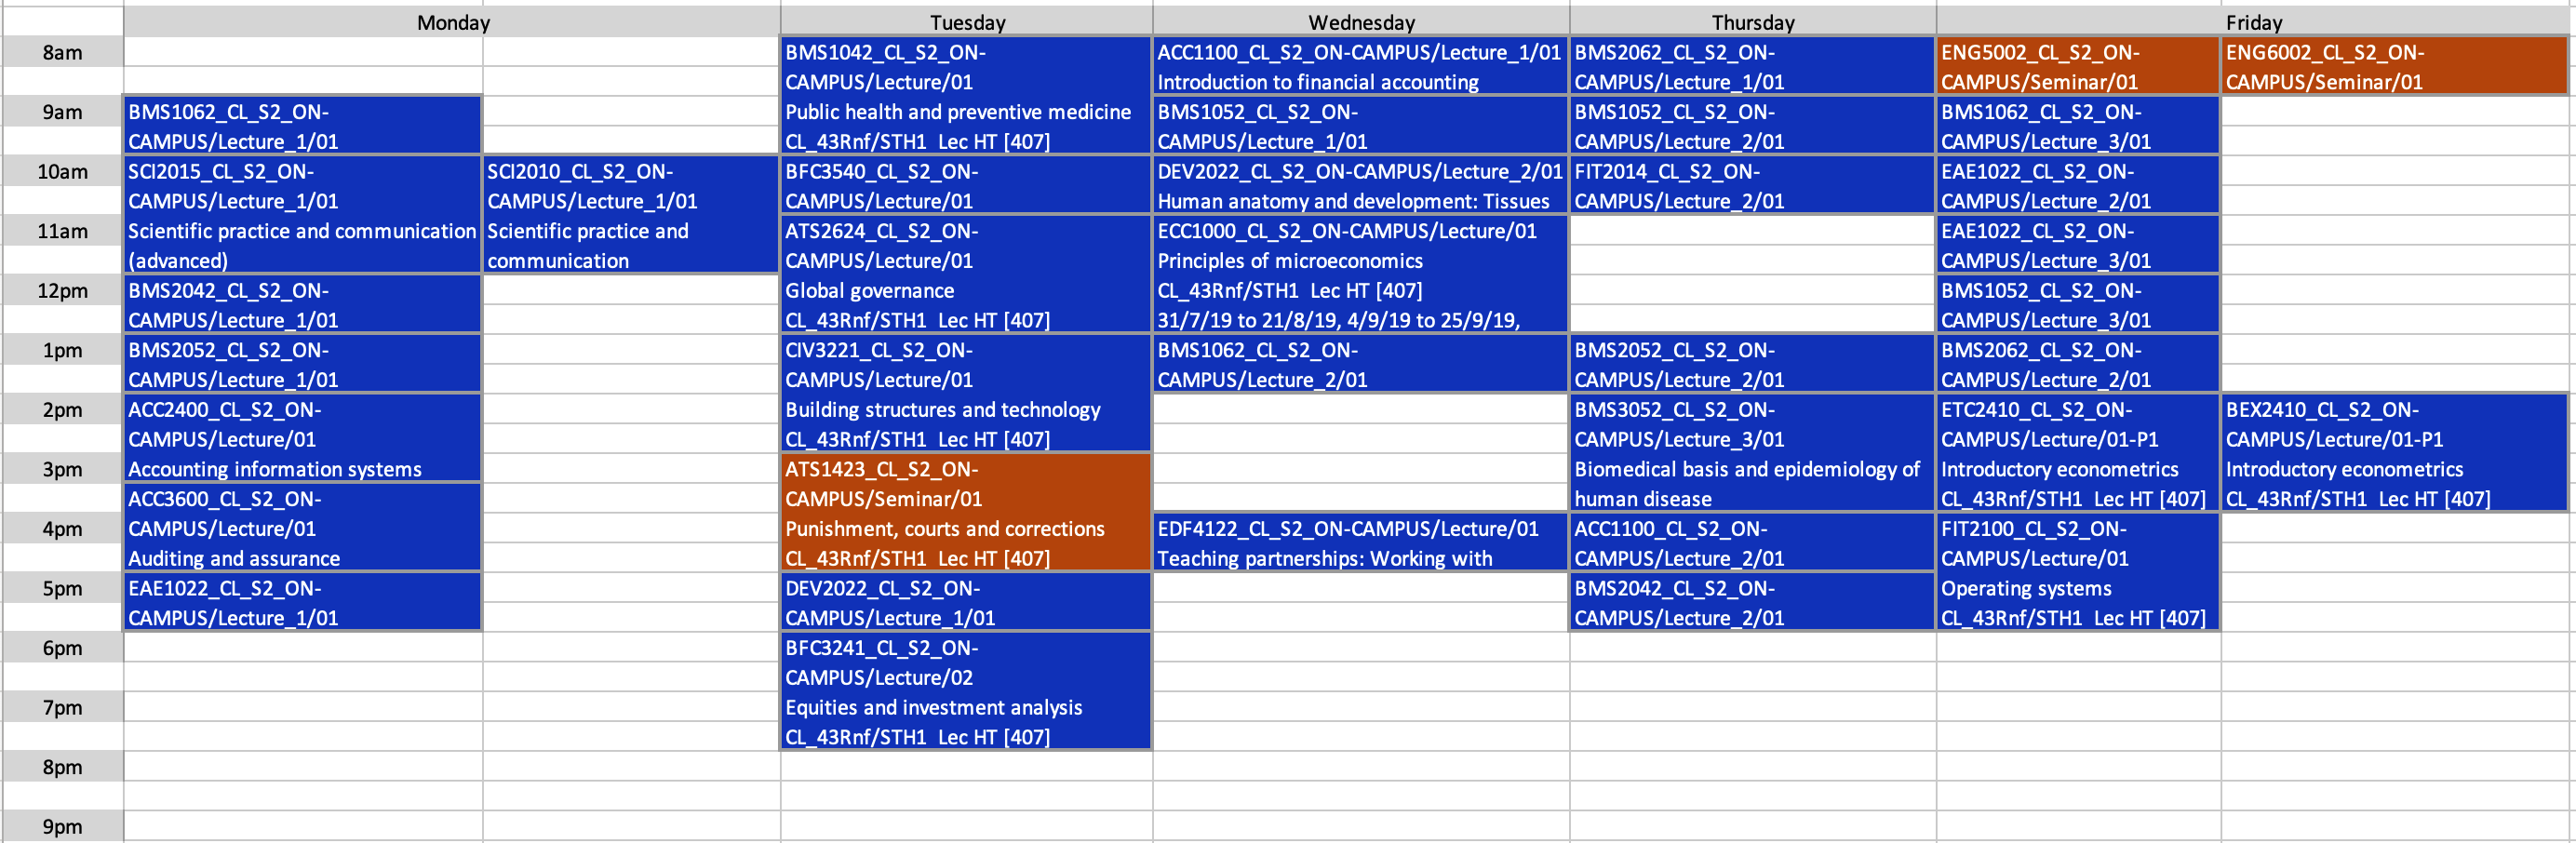 Monday Tuesday Wednesday Thursday Friday
8am
9am
10am
11am
12pm
1pm
2pm
3pm
4pm
5pm
6pm
7pm
8pm
9pm
BMS1062_CL_S2_ON-
CAMPUS/Lecture_1/01
SCI2015_CL_S2_ON-
CAMPUS/Lecture_1/01
Scientific practice and communication
(advanced)
BMS2042_CL_S2_ON-
CAMPUS/Lecture_1/01
BMS2052_CL_S2_ON-
CAMPUS/Lecture_1/01
ACC2400_CL_S2_ON-
CAMPUS/Lecture/01
Accounting information systems
ACC3600_CL_S2_ON-
CAMPUS/Lecture/01
Auditing and assurance
EAE1022_CL_S2_ON-
CAMPUS/Lecture_1/01
SCI2010_CL_S2_ON-
CAMPUS/Lecture_1/01
Scientific practice and
communication
BMS1042_CL_S2_ON-
CAMPUS/Lecture/01
Public health and preventive medicine
CL_43Rnf/STH1 Lec HT [407]
BFC3540_CL_S2_ON-
CAMPUS/Lecture/01
ATS2624_CL_S2_ON-
CAMPUS/Lecture/01
Global governance
CL_43Rnf/STH1 Lec HT [407]
CIV3221_CL_S2_ON-
CAMPUS/Lecture/01
Building structures and technology
CL_43Rnf/STH1 Lec HT [407]
ATS1423_CL_S2_ON-
CAMPUS/Seminar/01
Punishment, courts and corrections
CL_43Rnf/STH1 Lec HT [407]
DEV2022_CL_S2_ON-
CAMPUS/Lecture_1/01
BFC3241_CL_S2_ON-
CAMPUS/Lecture/02
Equities and investment analysis
CL_43Rnf/STH1 Lec HT [407]
ACC1100_CL_S2_ON-CAMPUS/Lecture_1/01
Introduction to financial accounting
BMS1052_CL_S2_ON-
CAMPUS/Lecture_1/01
DEV2022_CL_S2_ON-CAMPUS/Lecture_2/01
Human anatomy and development: Tissues
ECC1000_CL_S2_ON-CAMPUS/Lecture/01
Principles of microeconomics
CL_43Rnf/STH1 Lec HT [407]
31/7/19 to 21/8/19, 4/9/19 to 25/9/19,
BMS1062_CL_S2_ON-
CAMPUS/Lecture_2/01
EDF4122_CL_S2_ON-CAMPUS/Lecture/01
Teaching partnerships: Working with
BMS2062_CL_S2_ON-
CAMPUS/Lecture_1/01
BMS1052_CL_S2_ON-
CAMPUS/Lecture_2/01
FIT2014_CL_S2_ON-
CAMPUS/Lecture_2/01
BMS2052_CL_S2_ON-
CAMPUS/Lecture_2/01
BMS3052_CL_S2_ON-
CAMPUS/Lecture_3/01
Biomedical basis and epidemiology of
human disease
ACC1100_CL_S2_ON-
CAMPUS/Lecture_2/01
BMS2042_CL_S2_ON-
CAMPUS/Lecture_2/01
ENG5002_CL_S2_ON-
CAMPUS/Seminar/01
BMS1062_CL_S2_ON-
CAMPUS/Lecture_3/01
EAE1022_CL_S2_ON-
CAMPUS/Lecture_2/01
EAE1022_CL_S2_ON-
CAMPUS/Lecture_3/01
BMS1052_CL_S2_ON-
CAMPUS/Lecture_3/01
BMS2062_CL_S2_ON-
CAMPUS/Lecture_2/01
ETC2410_CL_S2_ON-
CAMPUS/Lecture/01-P1
Introductory econometrics
CL_43Rnf/STH1 Lec HT [407]
FIT2100_CL_S2_ON-
CAMPUS/Lecture/01
Operating systems
CL_43Rnf/STH1 Lec HT [407]
ENG6002_CL_S2_ON-
CAMPUS/Seminar/01
BEX2410_CL_S2_ON-
CAMPUS/Lecture/01-P1
Introductory econometrics
CL_43Rnf/STH1 Lec HT [407]